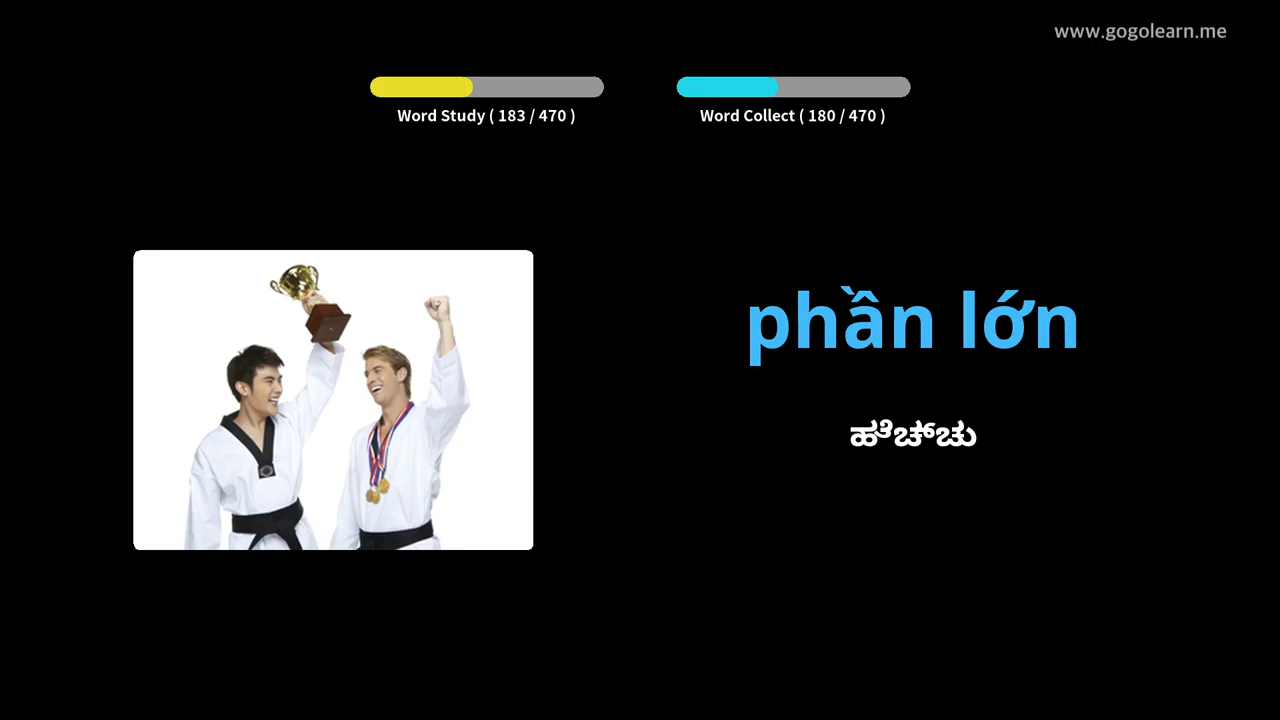 www.gogolearn.me
Word Study ( 183 / 470 )
Word Collect ( 180 / 470 )
phần lớn
ಹೆಚ್ಚು